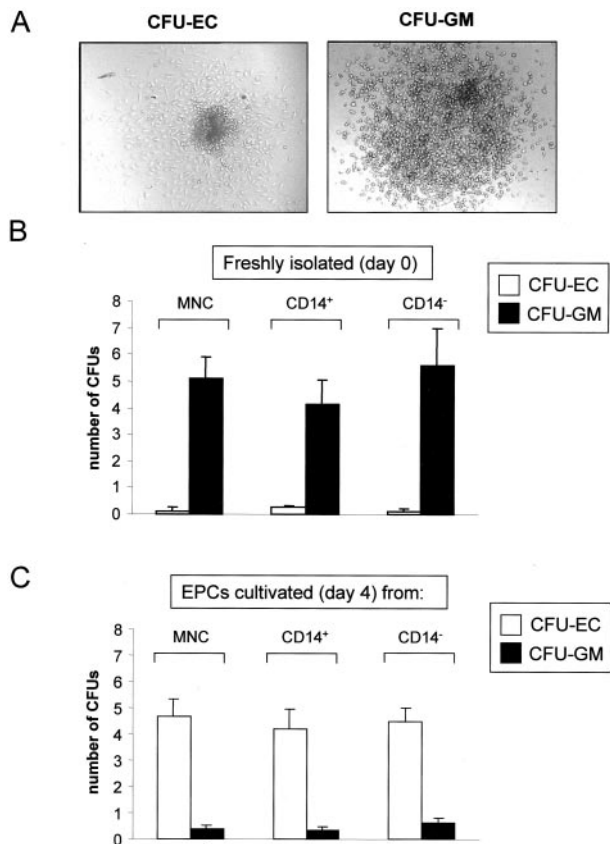 A
CFU-EC
CFU-GM
B
Freshly isolated (day 0)
CFU-EC
CFU-GM
MNC
CD14⁺
CD14⁻
number of CFUs
8
7
6
5
4
3
2
1
0
C
EPCs cultivated (day 4) from:
CFU-EC
CFU-GM
MNC
CD14⁺
CD14⁻
number of CFUs
8
7
6
5
4
3
2
1
0